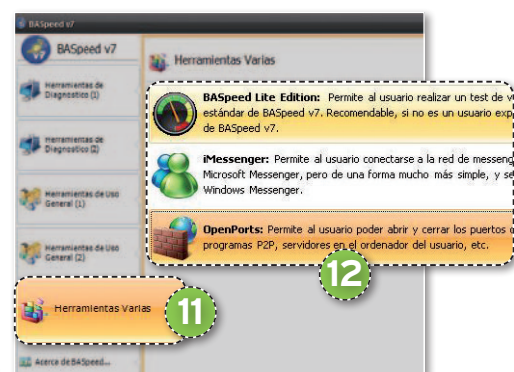 BASpeed v7
BASpeed v7
Herramientas de
Diagnostico (1)
Herramientas de
Diagnostico (2)
Herramientas de Uso
General (1)
Herramientas de Uso
General (2)
Herramientas Varias
11
Acerca de BASpeed...
Herramientas Varias
BASpeed Lite Edition: Permite al usuario realizar un test de
estándar de BASpeed v7. Recomendable, si no es un usuario
de BASpeed v7.
iMessenger: Permite al usuario conectarse a la red de
Microsoft Messenger, pero de una forma mucho más simple, y
Windows Messenger.
OpenPorts: Permite al usuario poder abrir y cerrar los puertos
programas P2P, servidores en el ordenador del usuario, etc.
12